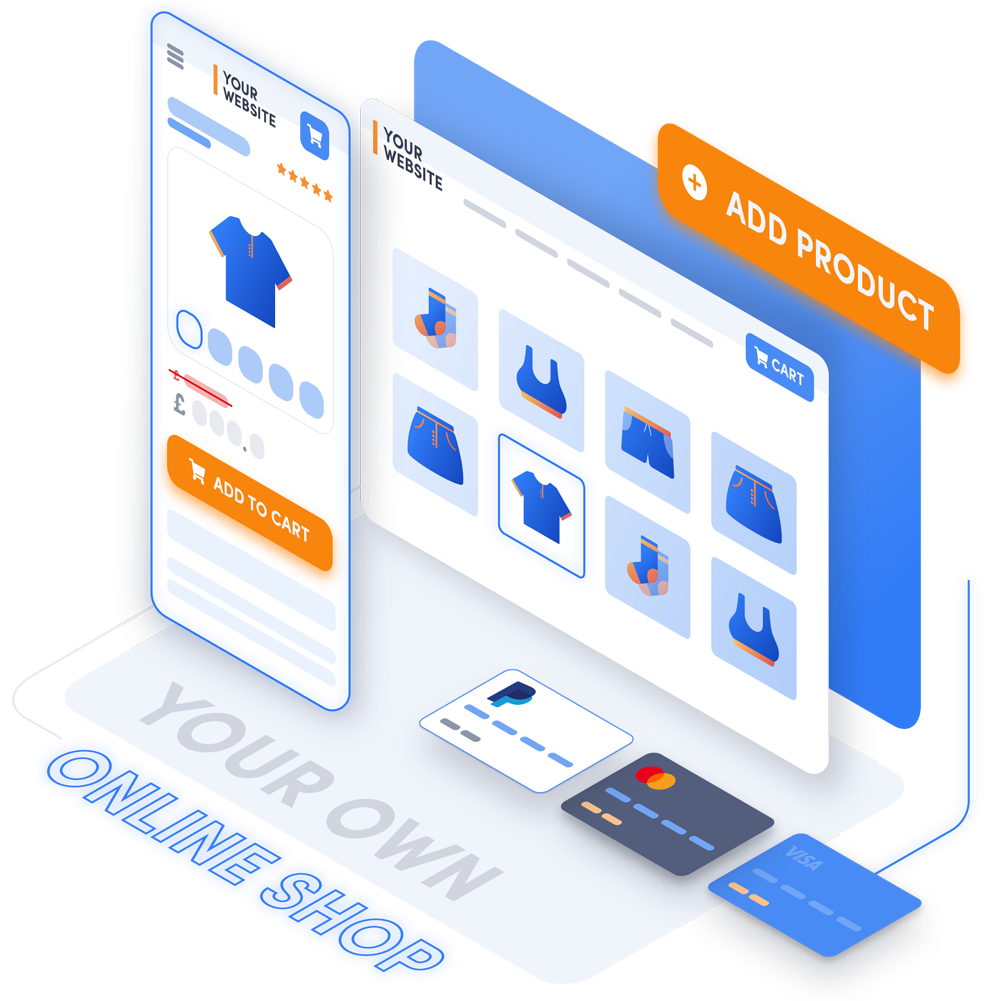 YOUR
WEBSITE
£
£
.
ADD TO CART
YOUR
WEBSITE
CART
ADD PRODUCT
P
VISA
YOUR OWN
ONLINE SHOP